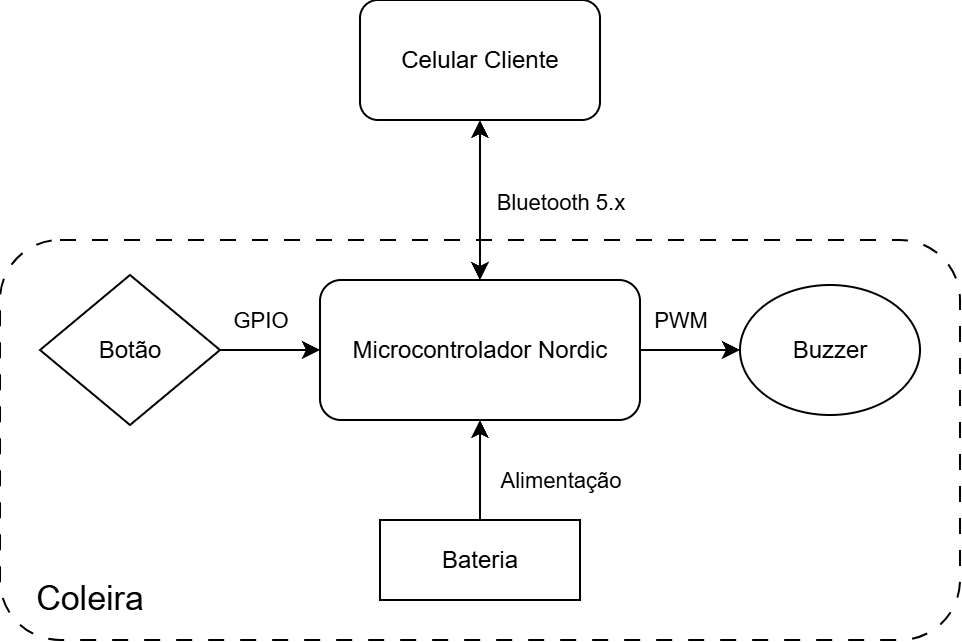 Celular Cliente
Bluetooth 5.x
GPIO
PWM
Botão
Microcontrolador Nordic
Buzzer
Alimentação
Bateria
Coleira